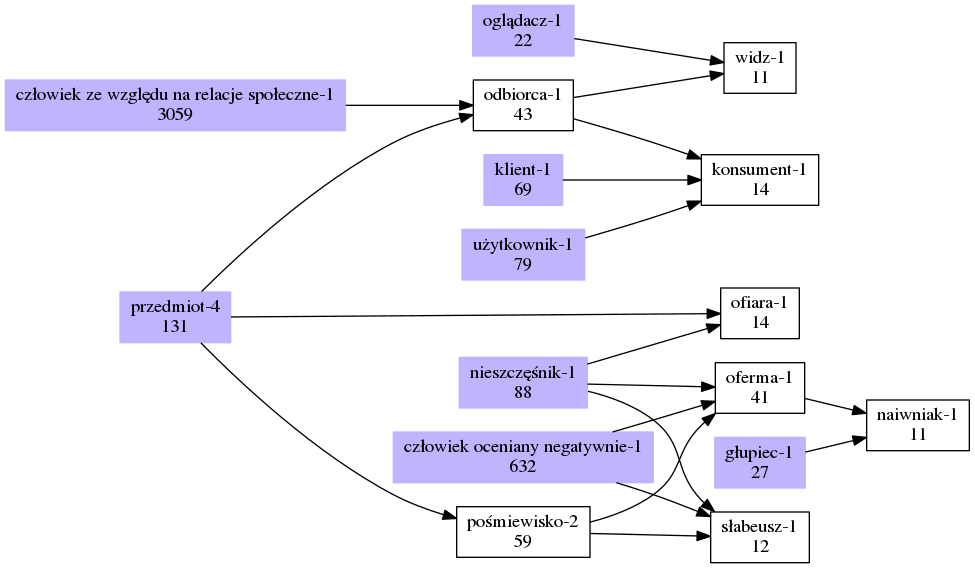 oglądacz-1
22
widz-1
11
człowiek ze względu na relacje społeczne-1
3059
odbiorca-1
43
klient-1
69
konsument-1
14
użytkownik-1
79
przedmiot-4
131
ofiara-1
14
nieszczęśnik-1
88
oferma-1
41
naiwniak-1
11
człowiek oceniany negatywnie-1
632
głupiec-1
27
pośmiewisko-2
59
słabeusz-1
12